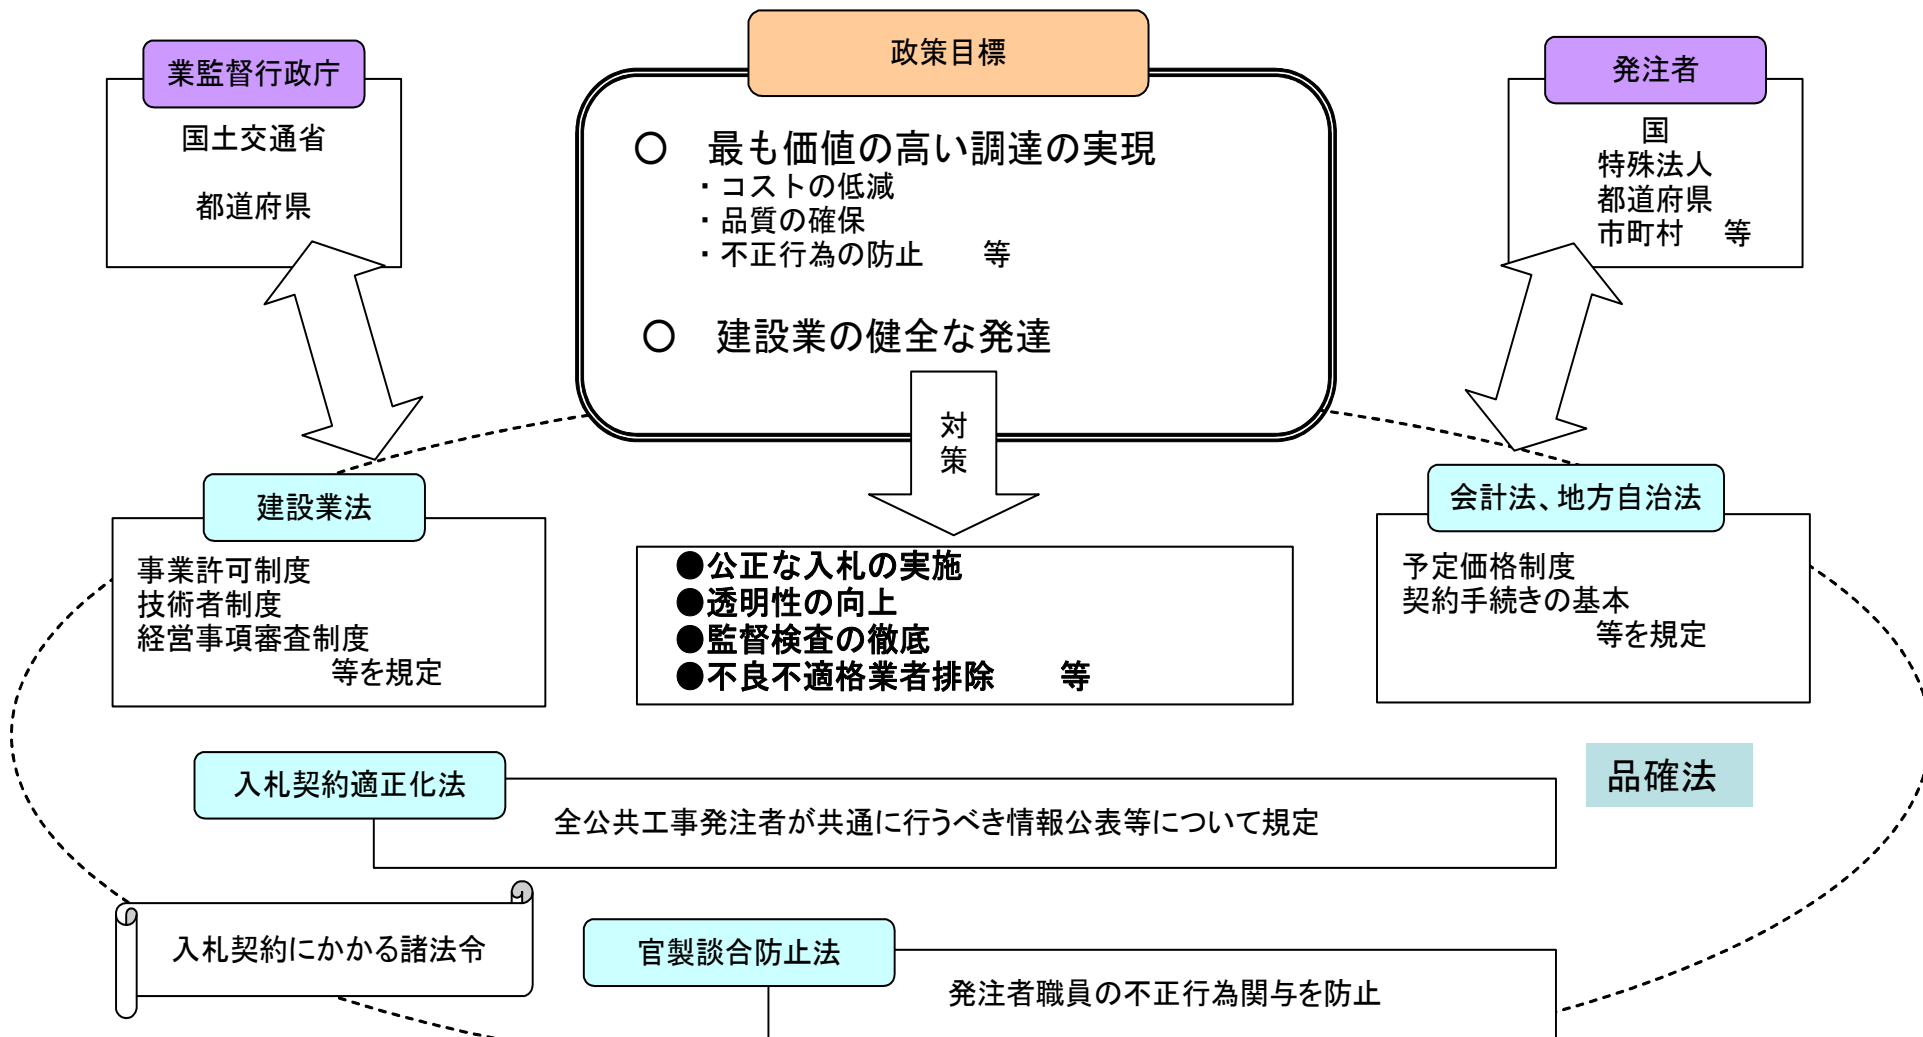 政策目標
業監督行政庁
国土交通省
都道府県
発注者
国
特殊法人
都道府県
市町村　等
○　最も価値の高い調達の実現
・コストの低減
・品質の確保
・不正行為の防止　　等
○　建設業の健全な発達
対策
建設業法
事業許可制度
技術者制度
経営事項審査制度
等を規定
●公正な入札の実施
●透明性の向上
●監督検査の徹底
●不良不適格業者排除　　等
会計法、地方自治法
予定価格制度
契約手続きの基本
等を規定
入札契約適正化法
全公共工事発注者が共通に行うべき情報公表等について規定
品確法
入札契約にかかる諸法令
官製談合防止法
発注者職員の不正行為関与を防止